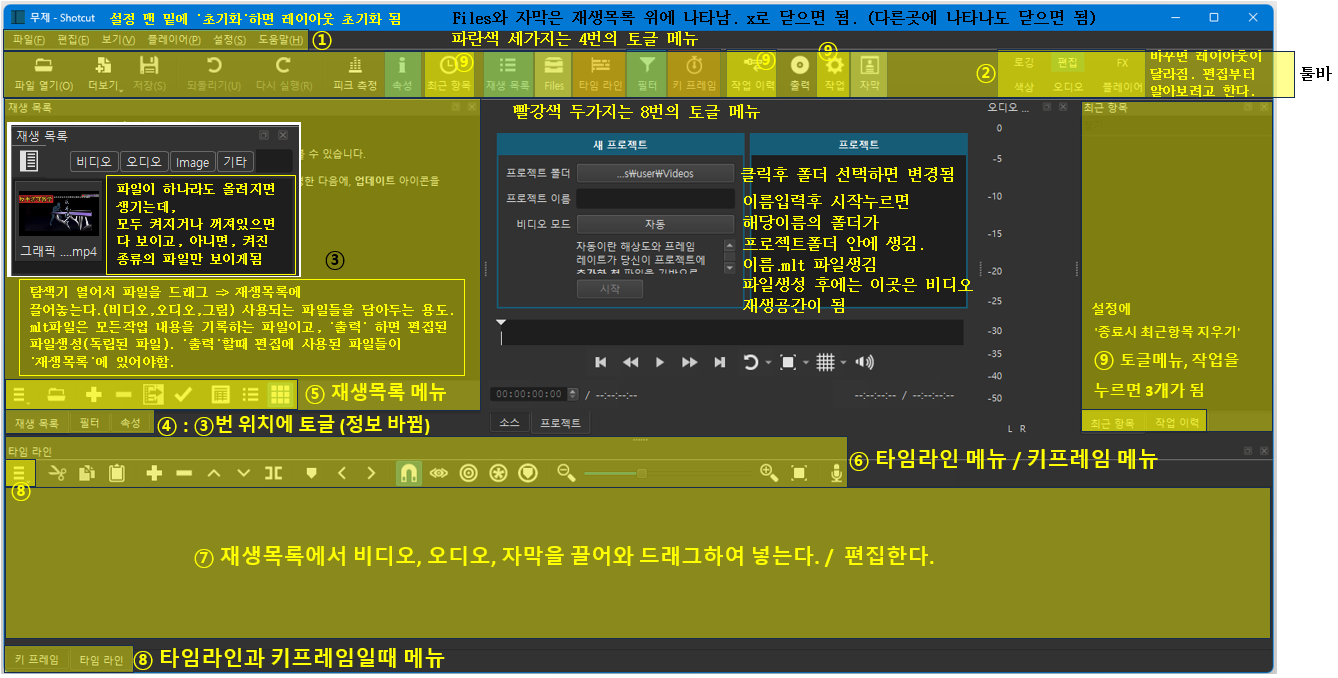 무제 - Shotcut
설정 맨 밑에 '초기화'하면 레이아웃 초기화 됨
Files와 자막은 재생목록 위에 나타남. x로 닫으면 됨. (다른곳에 나타나도 닫으면 됨)
파일(F) 편집(E) 보기(V) 플레이어(P) 설정(S) 도움말(H) ①
파란색 세가지는 4번의 토글 메뉴
파일 열기(O) 더보기 저장(S) 되돌리기(U) 다시 실행(R) 피크 측정 속성 최근 항목 ⑨ 재생 목록 Files 타임 라인 필터 키 프레임 작업 이력 ⑨ 출력 작업 ⑨ 자막
② 로깅 편집 FX
색상 오디오 플레이어
바꾸면 레이아웃이
달라짐. 편집부터
알아보려고 한다.
툴바
재생 목록
빨강색 두가지는 8번의 토글 메뉴
재생 목록
비디오 오디오 Image 기타
그래픽 ....mp4
파일이 하나라도 올려지면
생기는데,
모두 켜지거나 꺼져있으면
다 보이고, 아니면, 켜진
종류의 파일만 보이게됨
수 있습니다.
한 다음에, 업데이트 아이콘을
③
탐색기 열어서 파일을 드래그 => 재생목록에
끌어놓는다.(비디오,오디오,그림) 사용되는 파일들을 담아두는 용도.
mlt파일은 모든작업 내용을 기록하는 파일이고, '출력' 하면 편집된
파일생성(독립된 파일). '출력'할때 편집에 사용된 파일들이
'재생목록'에 있어야함.
⑤ 재생목록 메뉴
재생 목록 필터 속성
④ : ③번 위치에 토글 (정보 바뀜)
새 프로젝트
프로젝트 폴더 ...s\user\Videos
프로젝트 이름
비디오 모드 자동
자동이란 해상도와 프레임
레이트가 당신이 프로젝트에
추가한 첫 파일을 기반으로
시작
프로젝트
클릭후 폴더 선택하면 변경됨
이름입력후 시작누르면
해당이름의 폴더가
프로젝트폴더 안에 생김.
이름.mlt 파일생김
파일생성 후에는 이곳은 비디오
재생공간이 됨
00:00:00:00 / --:--:--:--
--:--:--:-- / --:--:--:--
소스 프로젝트
오디오 ...
0
-5
-10
-15
-20
-25
-30
-35
-40
-50
L R
최근 항목
설정에
'종료시 최근항목 지우기'
⑨ 토글메뉴, 작업을
누르면 3개가 됨
최근 항목 작업 이력
타임 라인
⑧
⑥ 타임라인 메뉴 / 키프레임 메뉴
⑦ 재생목록에서 비디오, 오디오, 자막을 끌어와 드래그하여 넣는다. / 편집한다.
키 프레임 타임 라인
⑧ 타임라인과 키프레임일때 메뉴